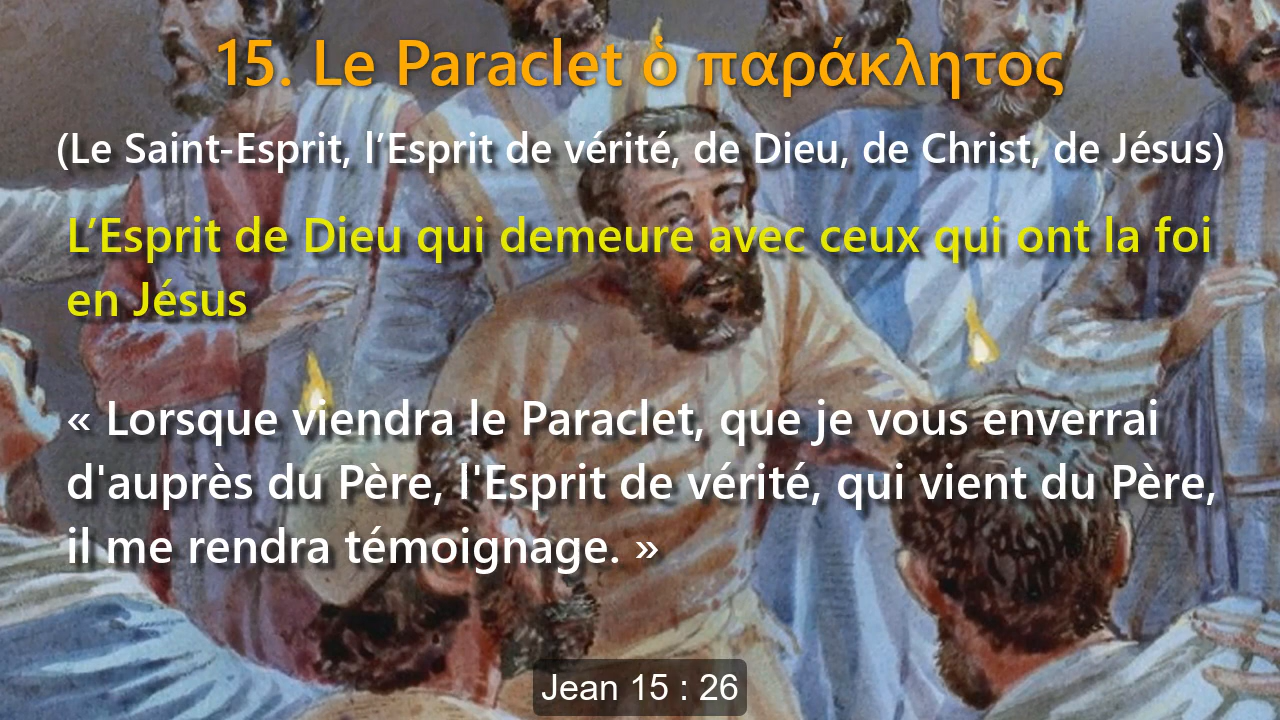 15. Le Paraclet ὁ παράκλητος
(Le Saint-Esprit, l’Esprit de vérité, de Dieu, de Christ, de Jésus)
L’Esprit de Dieu qui demeure avec ceux qui ont la foi
en Jésus
« Lorsque viendra le Paraclet, que je vous enverrai
d'auprès du Père, l'Esprit de vérité, qui vient du Père,
il me rendra témoignage. »
Jean 15 : 26